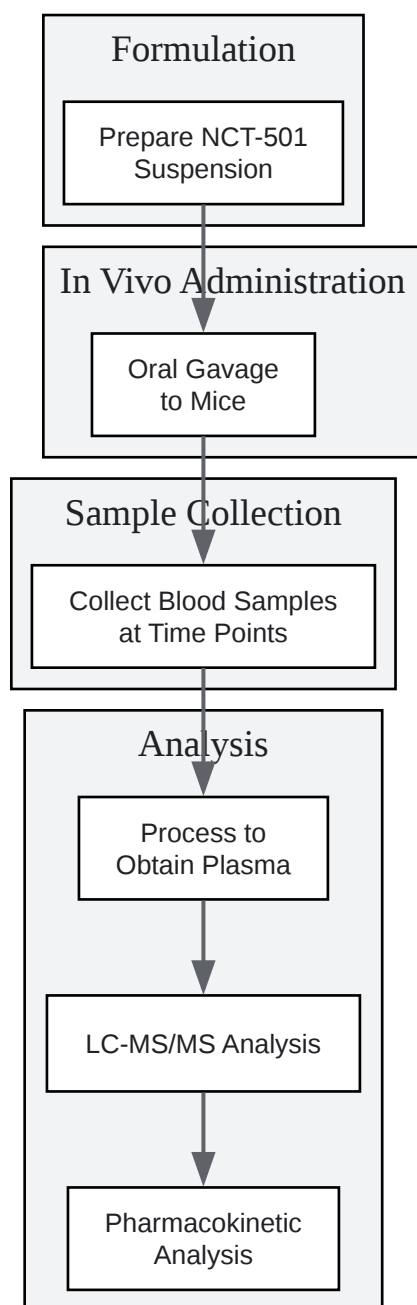 Formulation
Prepare NCT-501
Suspension
In Vivo Administration
Oral Gavage
to Mice
Sample Collection
Collect Blood Samples
at Time Points
Analysis
Process to
Obtain Plasma
LC-MS/MS Analysis
Pharmacokinetic
Analysis